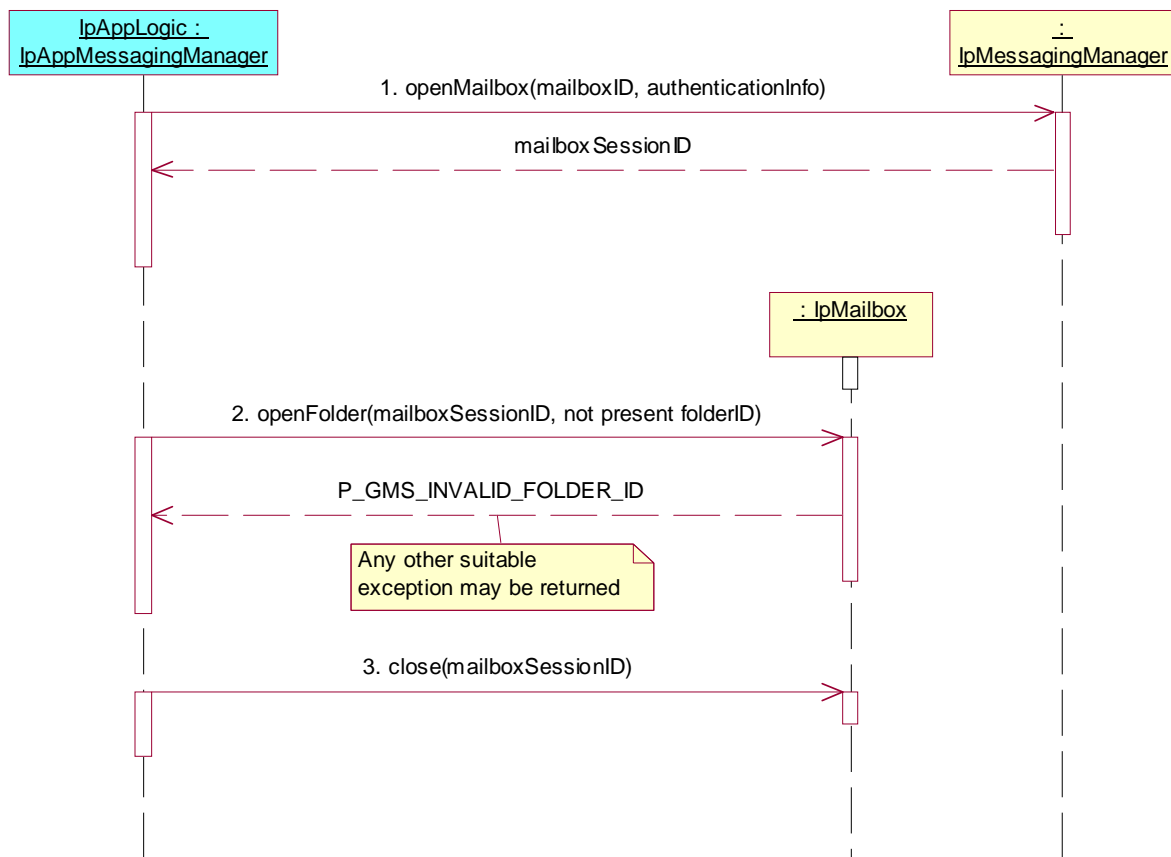 IpAppLogic :
IpAppMessagingManager
:
IpMessagingManager
1. openMailbox(mailboxID, authenticationInfo)
mailboxSessionID
: IpMailbox
2. openFolder(mailboxSessionID, not present folderID)
P_GMS_INVALID_FOLDER_ID
Any other suitable
exception may be returned
3. close(mailboxSessionID)